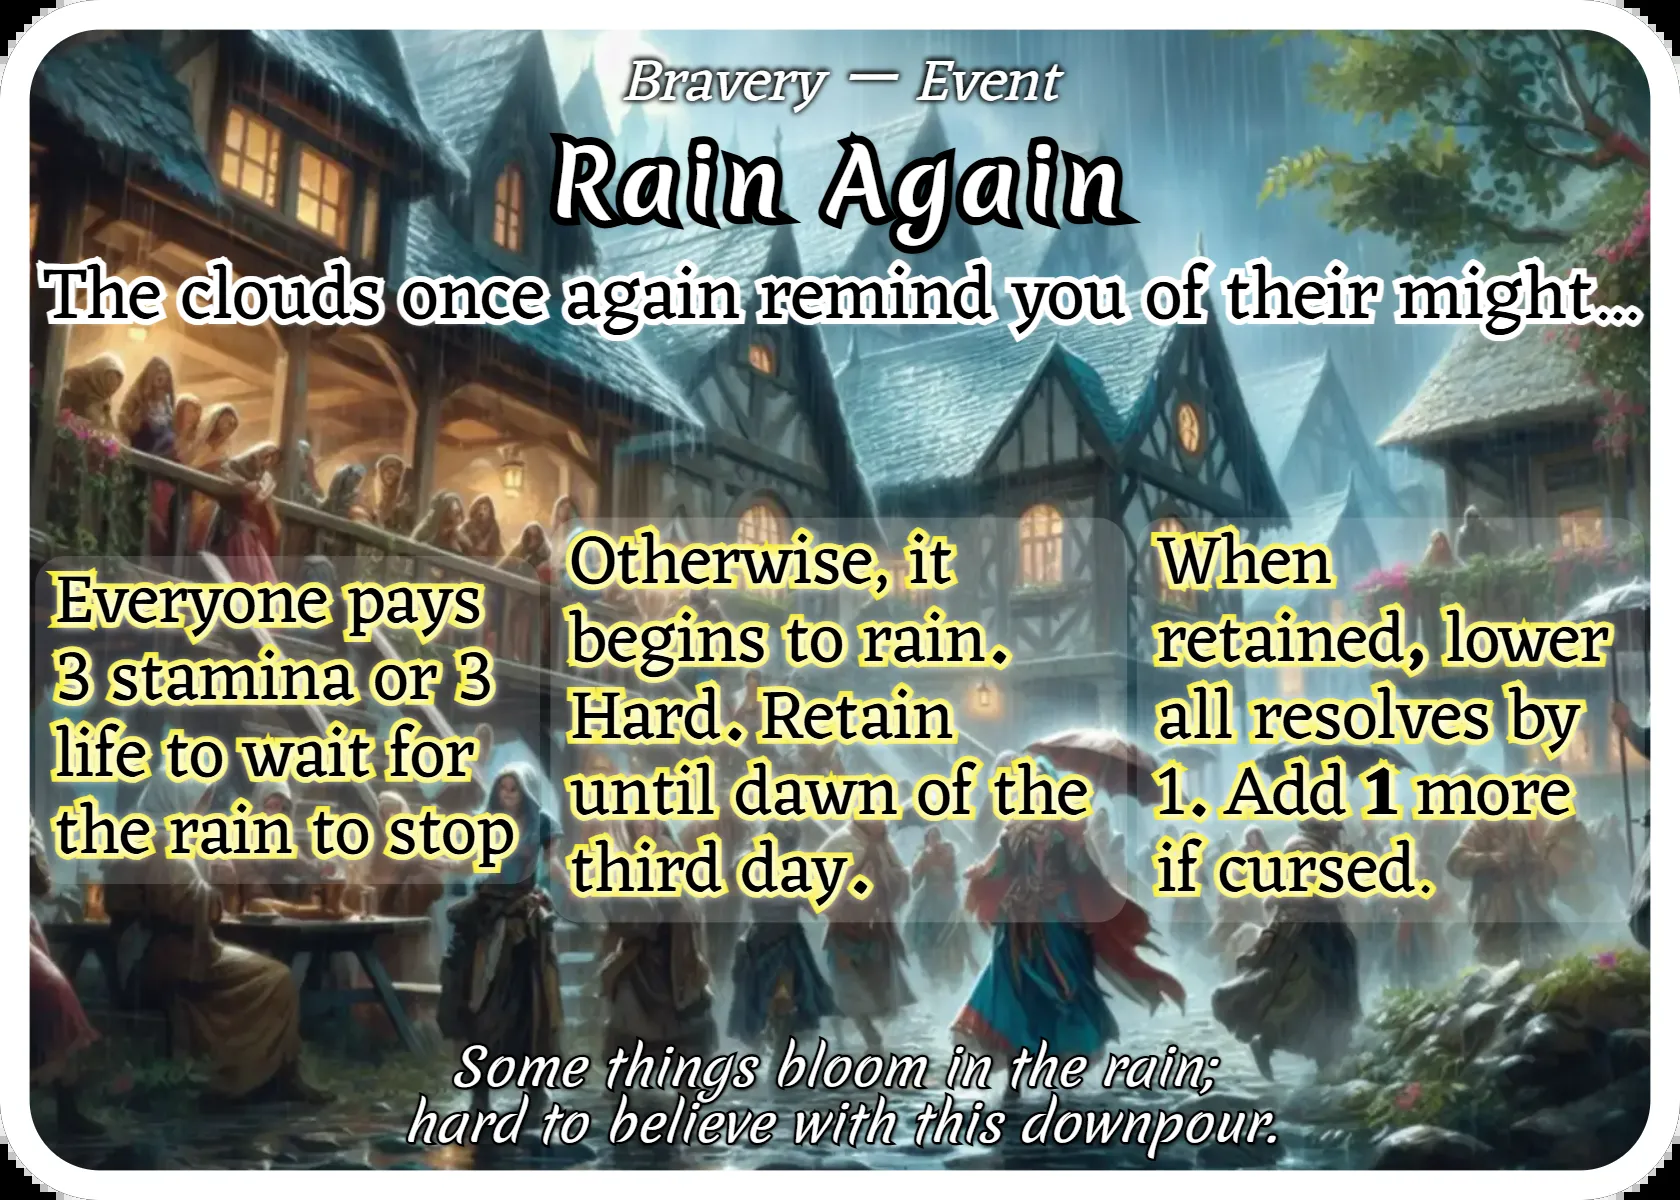 Bravery — Event
Rain Again
The clouds once again remind you of their might...
Everyone pays
3 stamina or 3
life to wait for
the rain to stop
Otherwise, it
begins to rain.
Hard. Retain
until dawn of the
third day.
When
retained, lower
all resolves by
1. Add 1 more
if cursed.
Some things bloom in the rain;
hard to believe with this downpour.